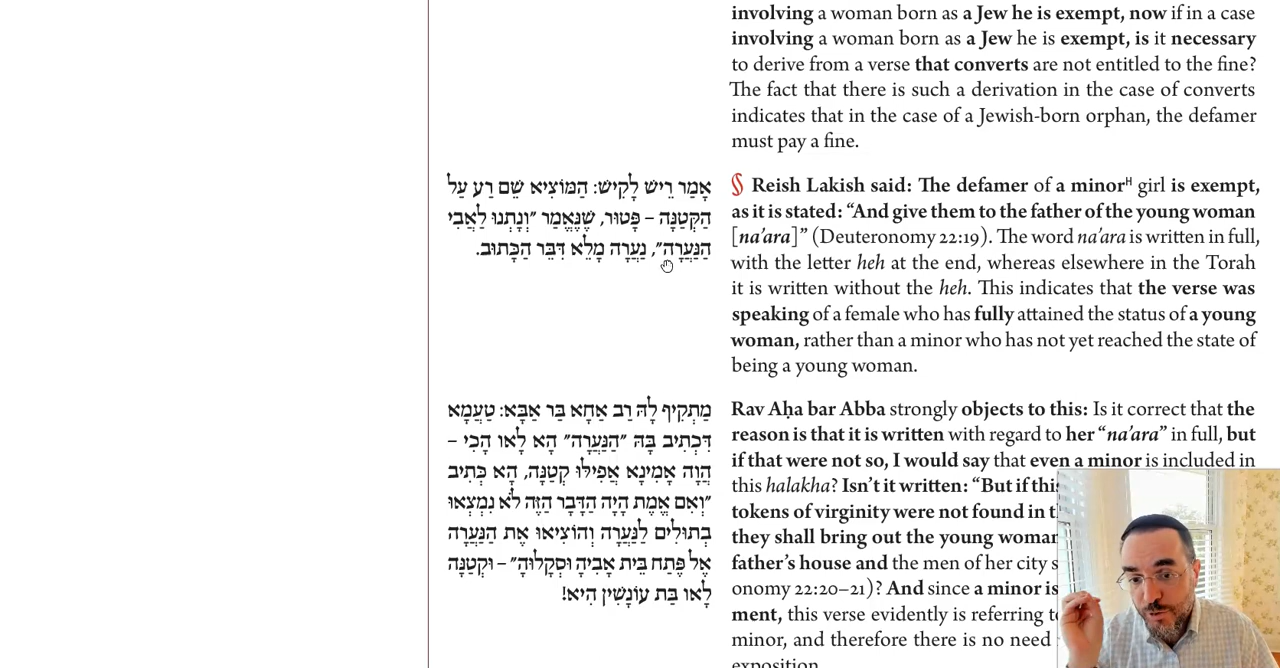 involving a woman born as a Jew he is exempt, now if in a case
involving a woman born as a Jew he is exempt, is it necessary
to derive from a verse that converts are not entitled to the fine?
The fact that there is such a derivation in the case of converts
indicates that in the case of a Jewish-born orphan, the defamer
must pay a fine.
אָמַר רֵישׁ לָקִישׁ: הַמּוֹצִיא שֵׁם רַע עַל
הַקְּטַנָּה – פָּטוּר, שֶׁנֶּאֱמַר ״וְנָתְנוּ לַאֲבִי
הַנַּעֲרָה״, נַעֲרָה מָלֵא דִּבֵּר הַכָּתוּב.
§ Reish Lakish said: The defamer of a minorᴴ girl is exempt,
as it is stated: “And give them to the father of the young woman
[na’ara]” (Deuteronomy 22:19). The word na’ara is written in full,
with the letter heh at the end, whereas elsewhere in the Torah
it is written without the heh. This indicates that the verse was
speaking of a female who has fully attained the status of a young
woman, rather than a minor who has not yet reached the state of
being a young woman.
מַתְקִיף לָהּ רַב אַחָא בַּר אַבָּא: טַעֲמָא
דִּכְתִיב בָּהּ ״הַנַּעֲרָה״ הָא לָאו הָכִי –
הֲוָה אָמִינָא אֲפִילּוּ קְטַנָּה, הָא כְּתִיב
״וְאִם אֱמֶת הָיָה הַדָּבָר הַזֶּה לֹא נִמְצְאוּ
בְתוּלִים לַנַּעֲרָה וְהוֹצִיאוּ אֶת הַנַּעֲרָה
אֶל פֶּתַח בֵּית אָבִיהָ וּסְקָלוּהָ״ – וּקְטַנָּה
לָאו בַּת עוֹנָשִׁין הִיא!
Rav Aḥa bar Abba strongly objects to this: Is it correct that the
reason is that it is written with regard to her “na’ara” in full, but
if that were not so, I would say that even a minor is included in
this halakha? Isn’t it written: “But if this
tokens of virginity were not found in
they shall bring out the young woman
father’s house and the men of her city
onomy 22:20–21)? And since a minor is
ment, this verse evidently is referring
minor, and therefore there is no need
exposition.